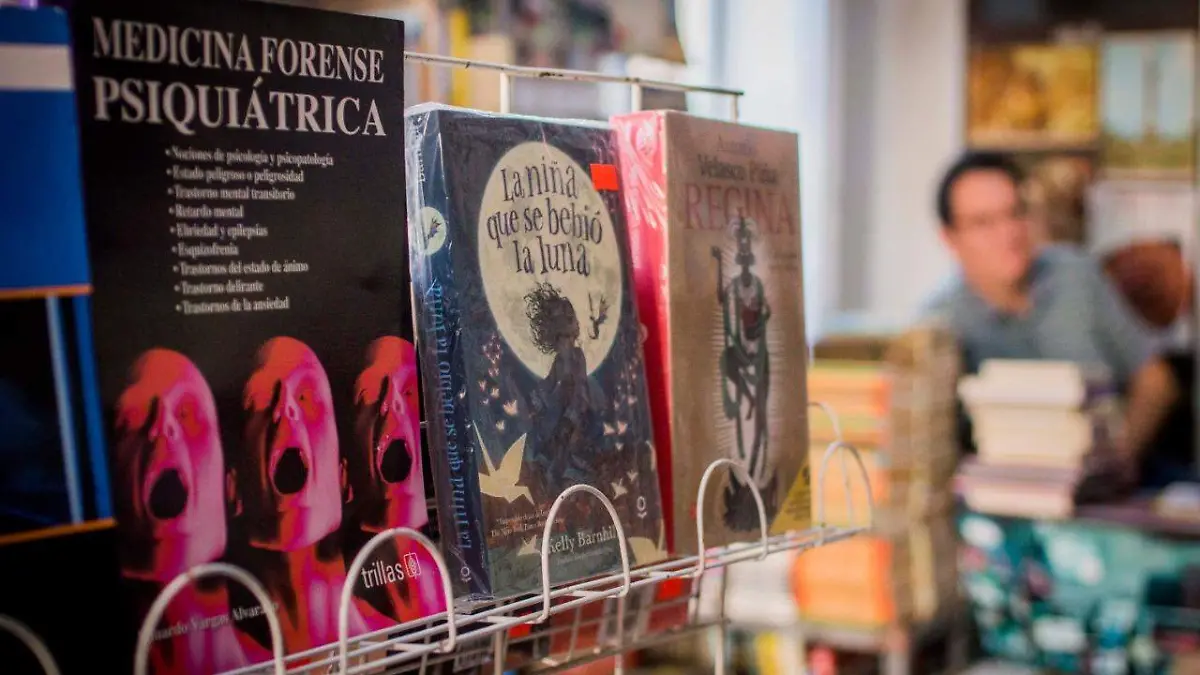 MEDICINA FORENSE
PSIQUIÁTRICA
• Nociones de psicología y psicopatología
• Estado peligroso o peligrosidad
• Trastorno mental transitorio
• Retardo mental
• Ebriedad y epilepsias
• Esquizofrenia
• Trastornos del estado de ánimo
• Trastorno delirante
• Trastornos de la ansiedad
trillas
Vargas
La niña que se bebió la luna
La niña
que se bebió
la luna
Kelly Barnhill
Antonio
Velasco Piña
REGINA